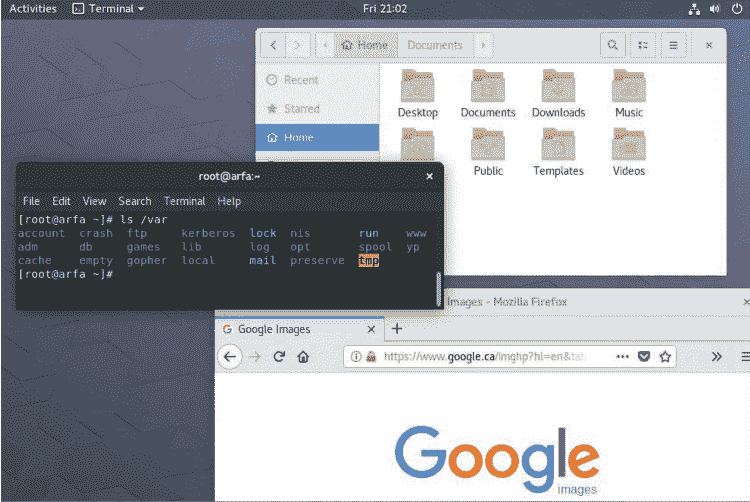 Activities Terminal Fri 21:02
Home Documents
Recent
Starred
Home
Desktop Documents Downloads Music
Public Templates Videos
root@arfa:~
File Edit View Search Terminal Help
[root@arfa ~]# ls /var
account crash ftp kerberos lock nis run www
adm db games lib log opt spool yp
cache empty gopher local mail preserve tmp
[root@arfa ~]#
Images - Mozilla Firefox
G Google Images
https://www.google.ca/imghp?hl=en&ta
Google
images